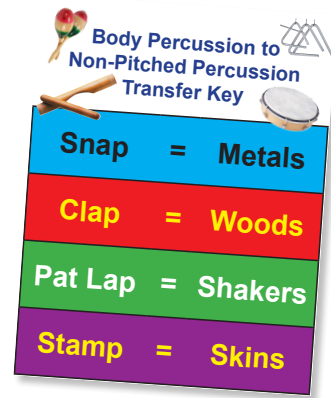 Body Percussion to
Non-Pitched Percussion
Transfer Key
Snap = Metals
Clap = Woods
Pat Lap = Shakers
Stamp = Skins